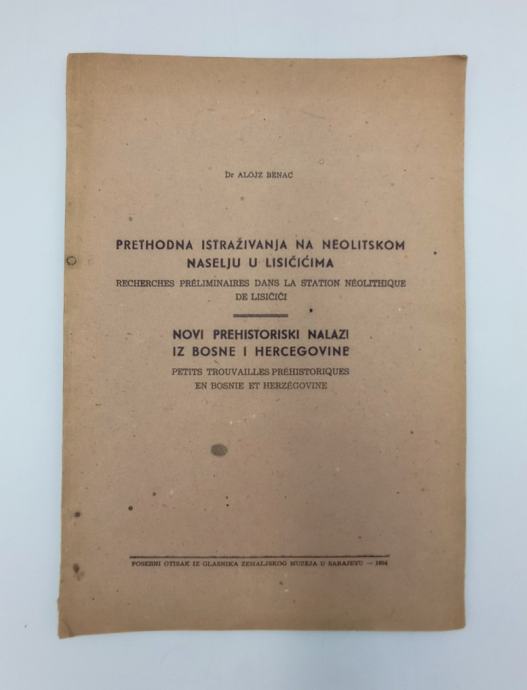 Dr ALOJZ BENAC
PRETHODNA ISTRAŽIVANJA NA NEOLITSKOM
NASELJU U LISIČIĆIMA
RECHERCHES PRÉLIMINAIRES DANS LA STATION NÉOLITHIQUE
DE LISIČIČI
NOVI PREHISTORISKI NALAZI
IZ BOSNE I HERCEGOVINE
PETITS TROUVAILLES PRÉHISTORIQUES
EN BOSNIE ET HERZÉGOVINE
POSEBNI OTISAK IZ GLASNIKA ZEMALJSKOG MUZEJA U SARAJEVU — 1954